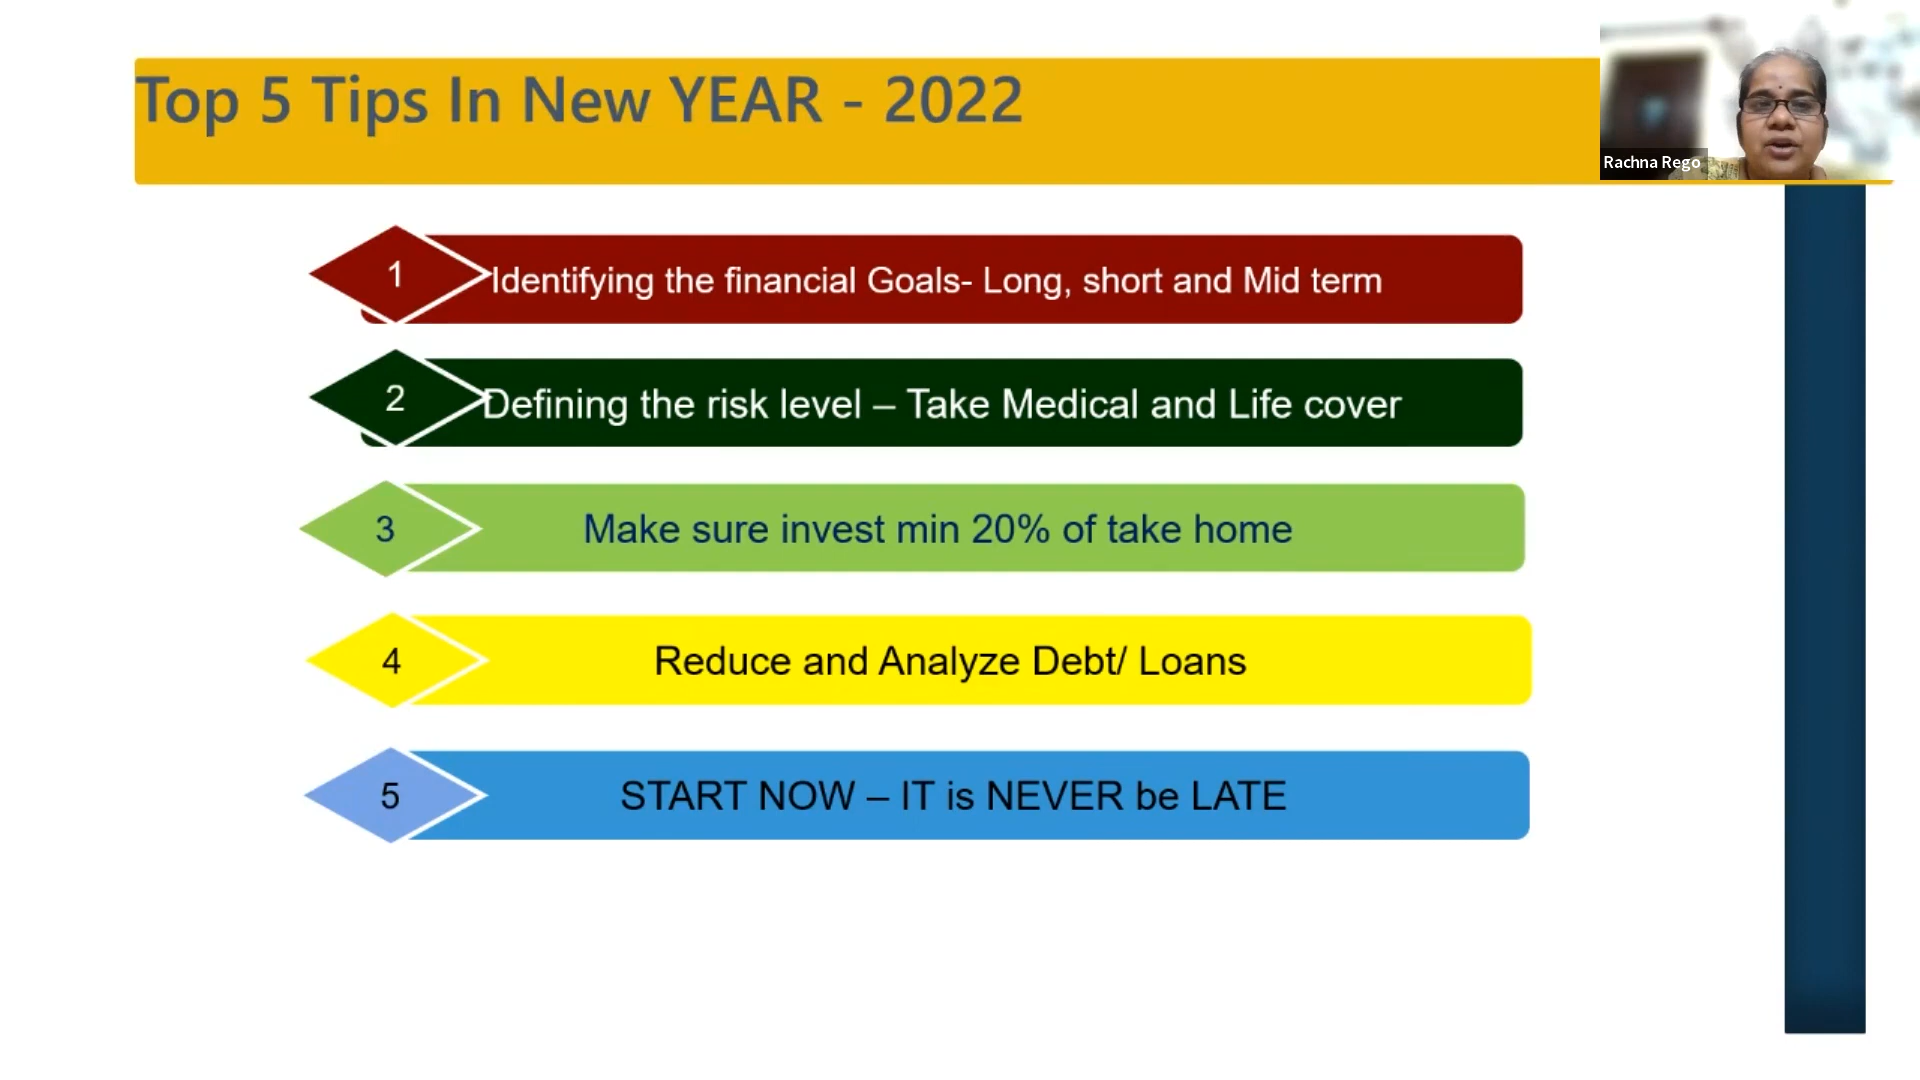 Top 5 Tips In New YEAR - 2022
Rachna Rego
1
Identifying the financial Goals- Long, short and Mid term
2
Defining the risk level – Take Medical and Life cover
3
Make sure invest min 20% of take home
4
Reduce and Analyze Debt/ Loans
5
START NOW – IT is NEVER be LATE